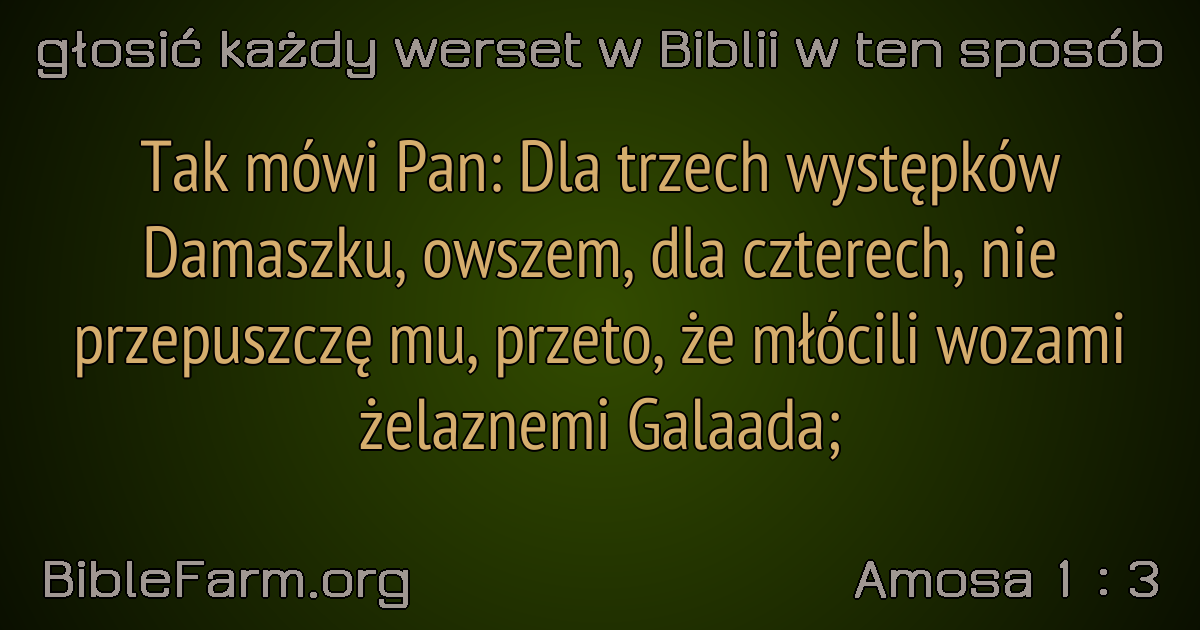 głosić każdy werset w Biblii w ten sposób
Tak mówi Pan: Dla trzech występków
Damaszku, owszem, dla czterech, nie
przepuszczę mu, przeto, że młócili wozami
żelaznemi Galaada;
BibleFarm.org
Amosa 1 : 3